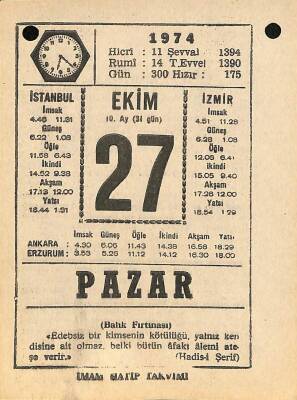 1974
Hicrî : 11 Şevval 1394
Rumî : 14 T.Evvel 1390
Gün : 300 Hızır : 175
İSTANBUL
İmsak
4.46 11.31
Güneş
6.22 1.08
Öğle
11.58 6.43
İkindi
14.52 9.38
Akşam
17.13 12.00
Yatsı
18.44 1.31
EKİM
10. Ay (31 gün)
27
İZMİR
İmsak
4.51 11.28
Güneş
6.28 1.08
Öğle
12.06 6.41
İkindi
15.05 9.40
Akşam
17.26 12.00
Yatsı
18.54 1.29
İmsak Güneş Öğle İkindi Akşam Yatsı
ANKARA : 4.30 6.05 11.43 14.38 16.58 18.29
ERZURUM : 3.53 5.25 11.12 14.12 16.30 18.00
PAZAR
(Balık Fırtınası)
«Edebsiz bir kimsenin kötülüğü, yalnız ken
disine ait olmaz, belki bütün âfakı âlemi ate
şe verir.» (Hadis-i Şerif)
İMAM HATİP TAKVİMİ